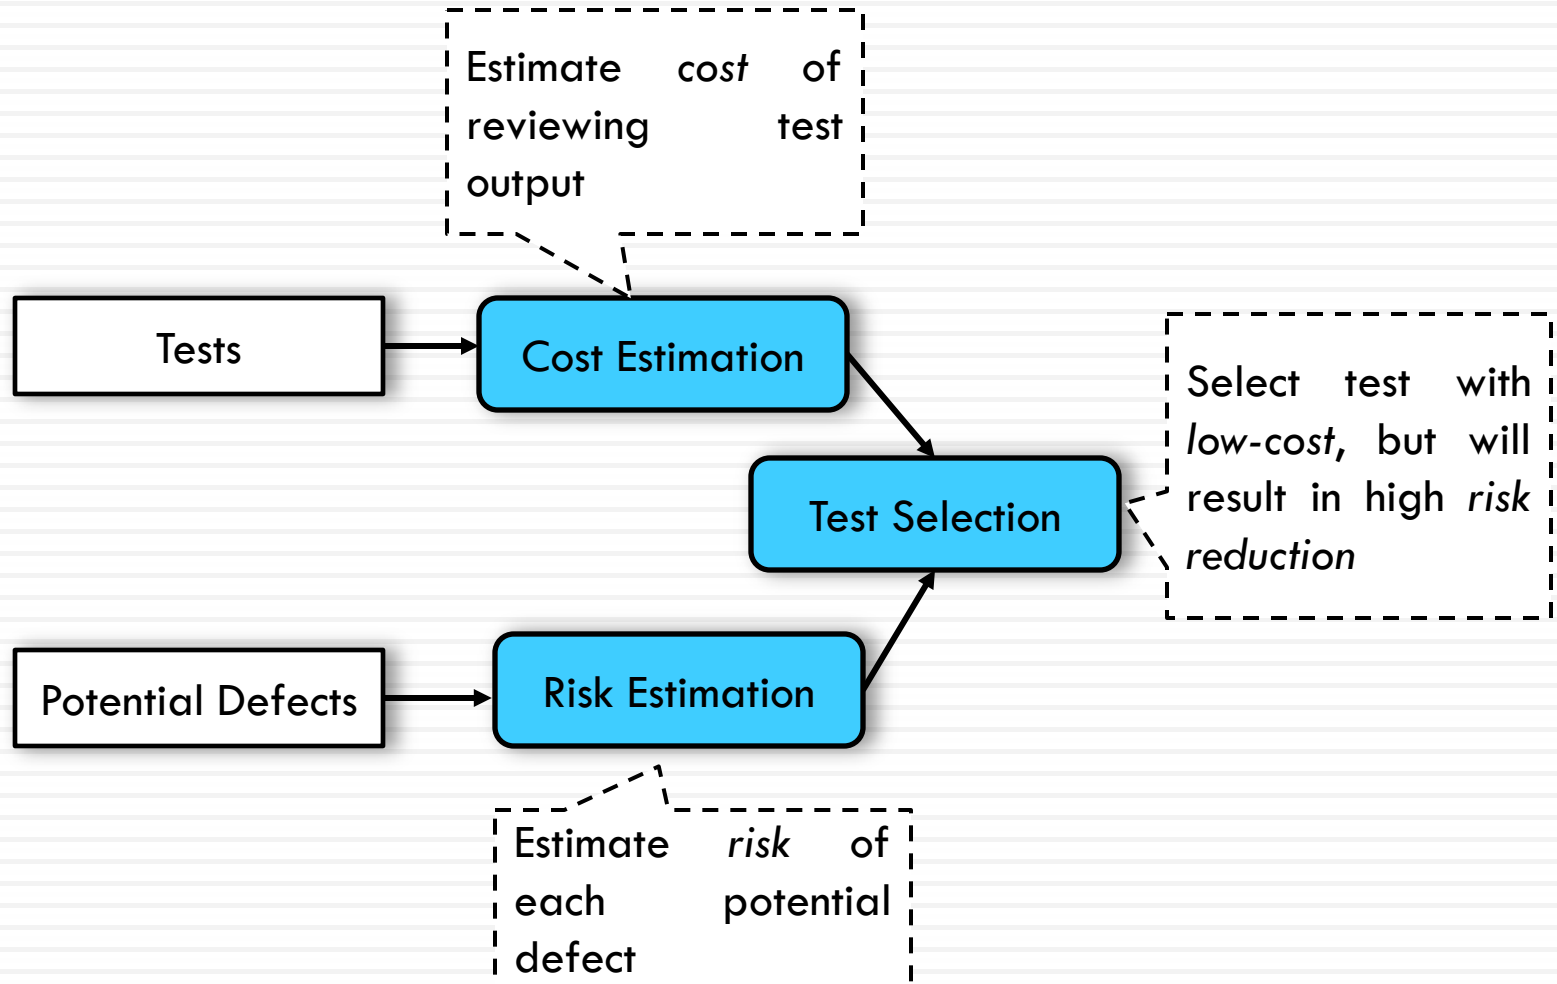 Estimate cost of
reviewing test
output
Tests
Cost Estimation
Select test with
low-cost, but will
result in high risk
reduction
Test Selection
Potential Defects
Risk Estimation
Estimate risk of
each potential
defect